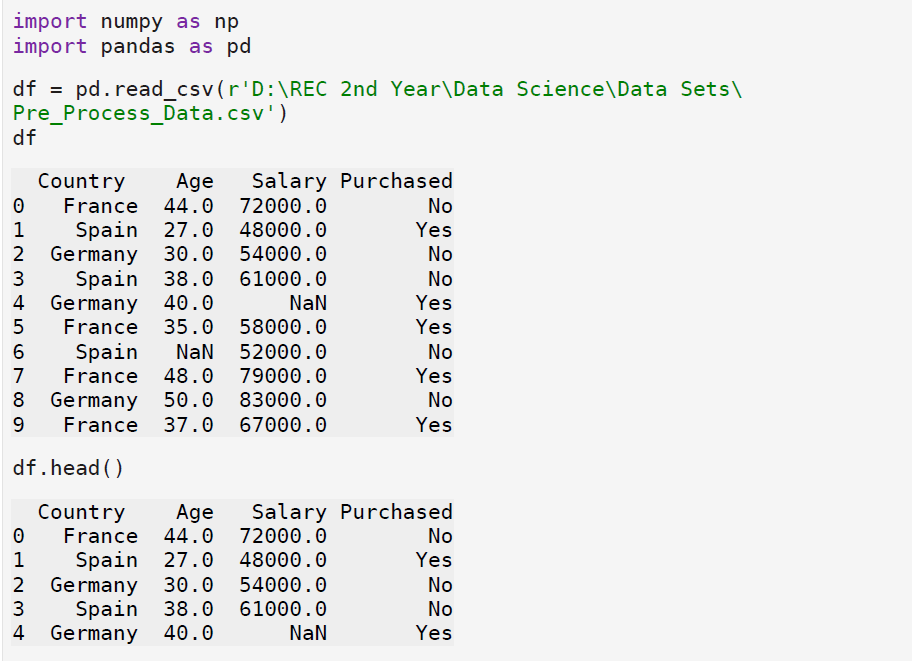 import numpy as np
import pandas as pd
df = pd.read_csv(r'D:\REC 2nd Year\Data Science\Data Sets\
Pre_Process_Data.csv')
df
Country Age Salary Purchased
0 France 44.0 72000.0 No
1 Spain 27.0 48000.0 Yes
2 Germany 30.0 54000.0 No
3 Spain 38.0 61000.0 No
4 Germany 40.0 NaN Yes
5 France 35.0 58000.0 Yes
6 Spain NaN 52000.0 No
7 France 48.0 79000.0 Yes
8 Germany 50.0 83000.0 No
9 France 37.0 67000.0 Yes
df.head()
Country Age Salary Purchased
0 France 44.0 72000.0 No
1 Spain 27.0 48000.0 Yes
2 Germany 30.0 54000.0 No
3 Spain 38.0 61000.0 No
4 Germany 40.0 NaN Yes